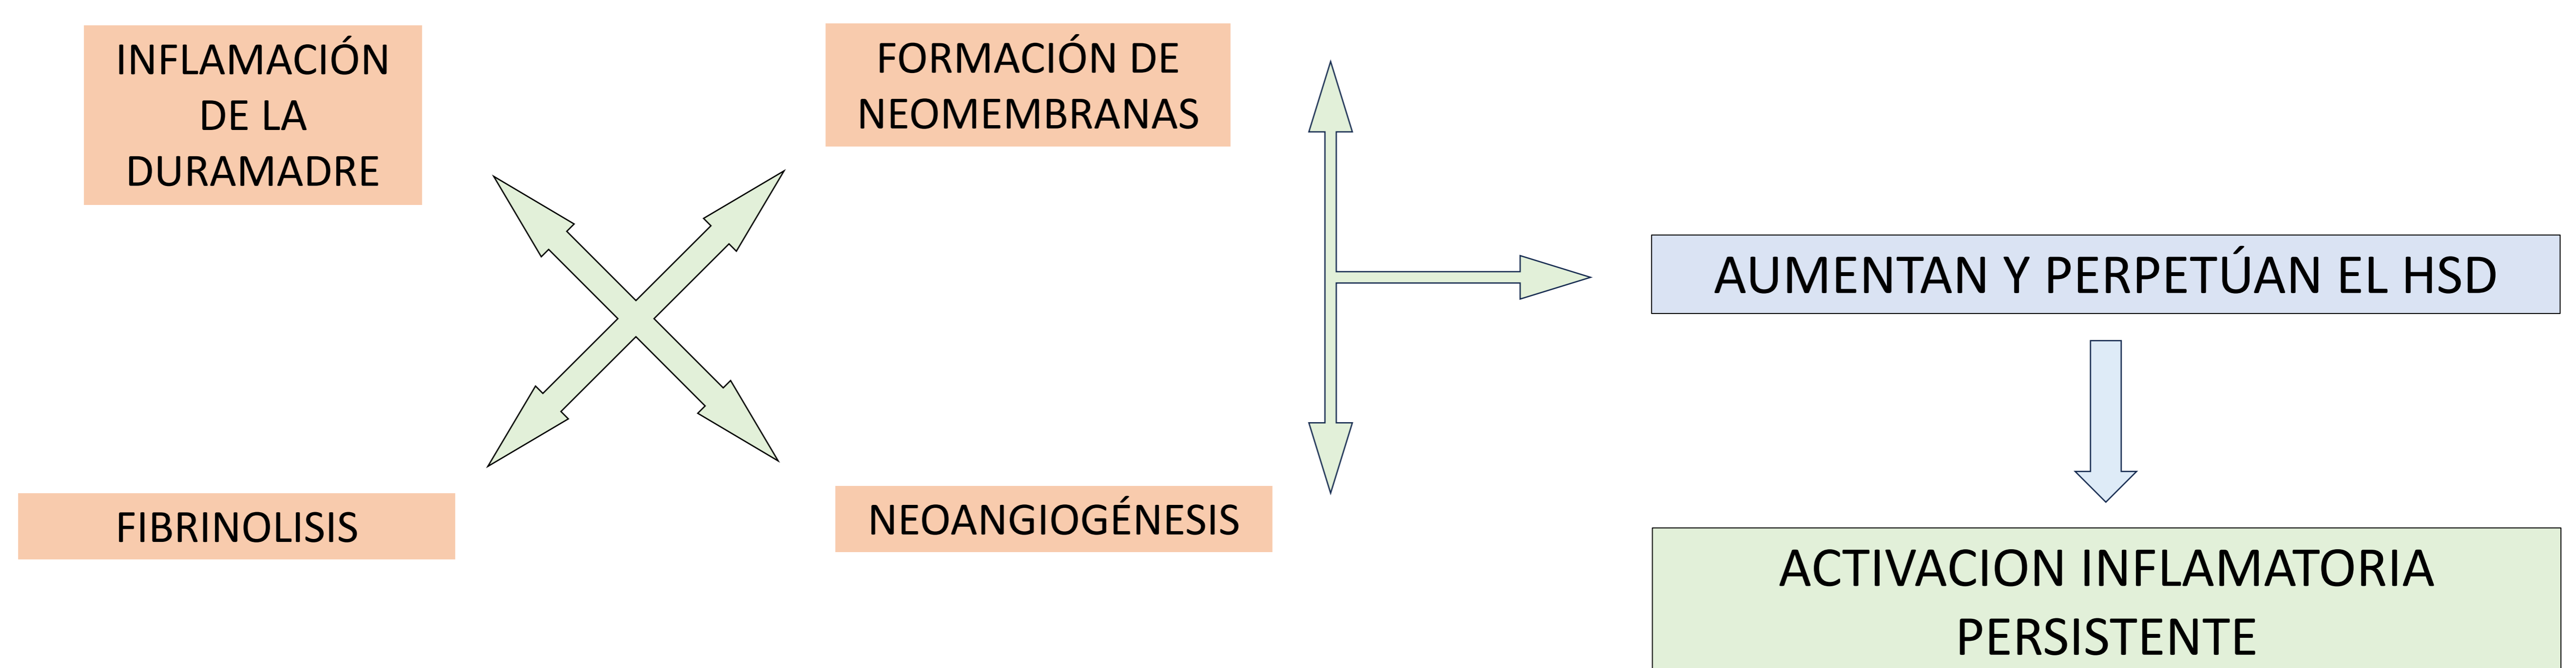 INFLAMACIÓN
DE LA
DURAMADRE
FORMACIÓN DE
NEOMEMBRANAS
FIBRINOLISIS
NEOANGIOGÉNESIS
AUMENTAN Y PERPETÚAN EL HSD
ACTIVACION INFLAMATORIA
PERSISTENTE